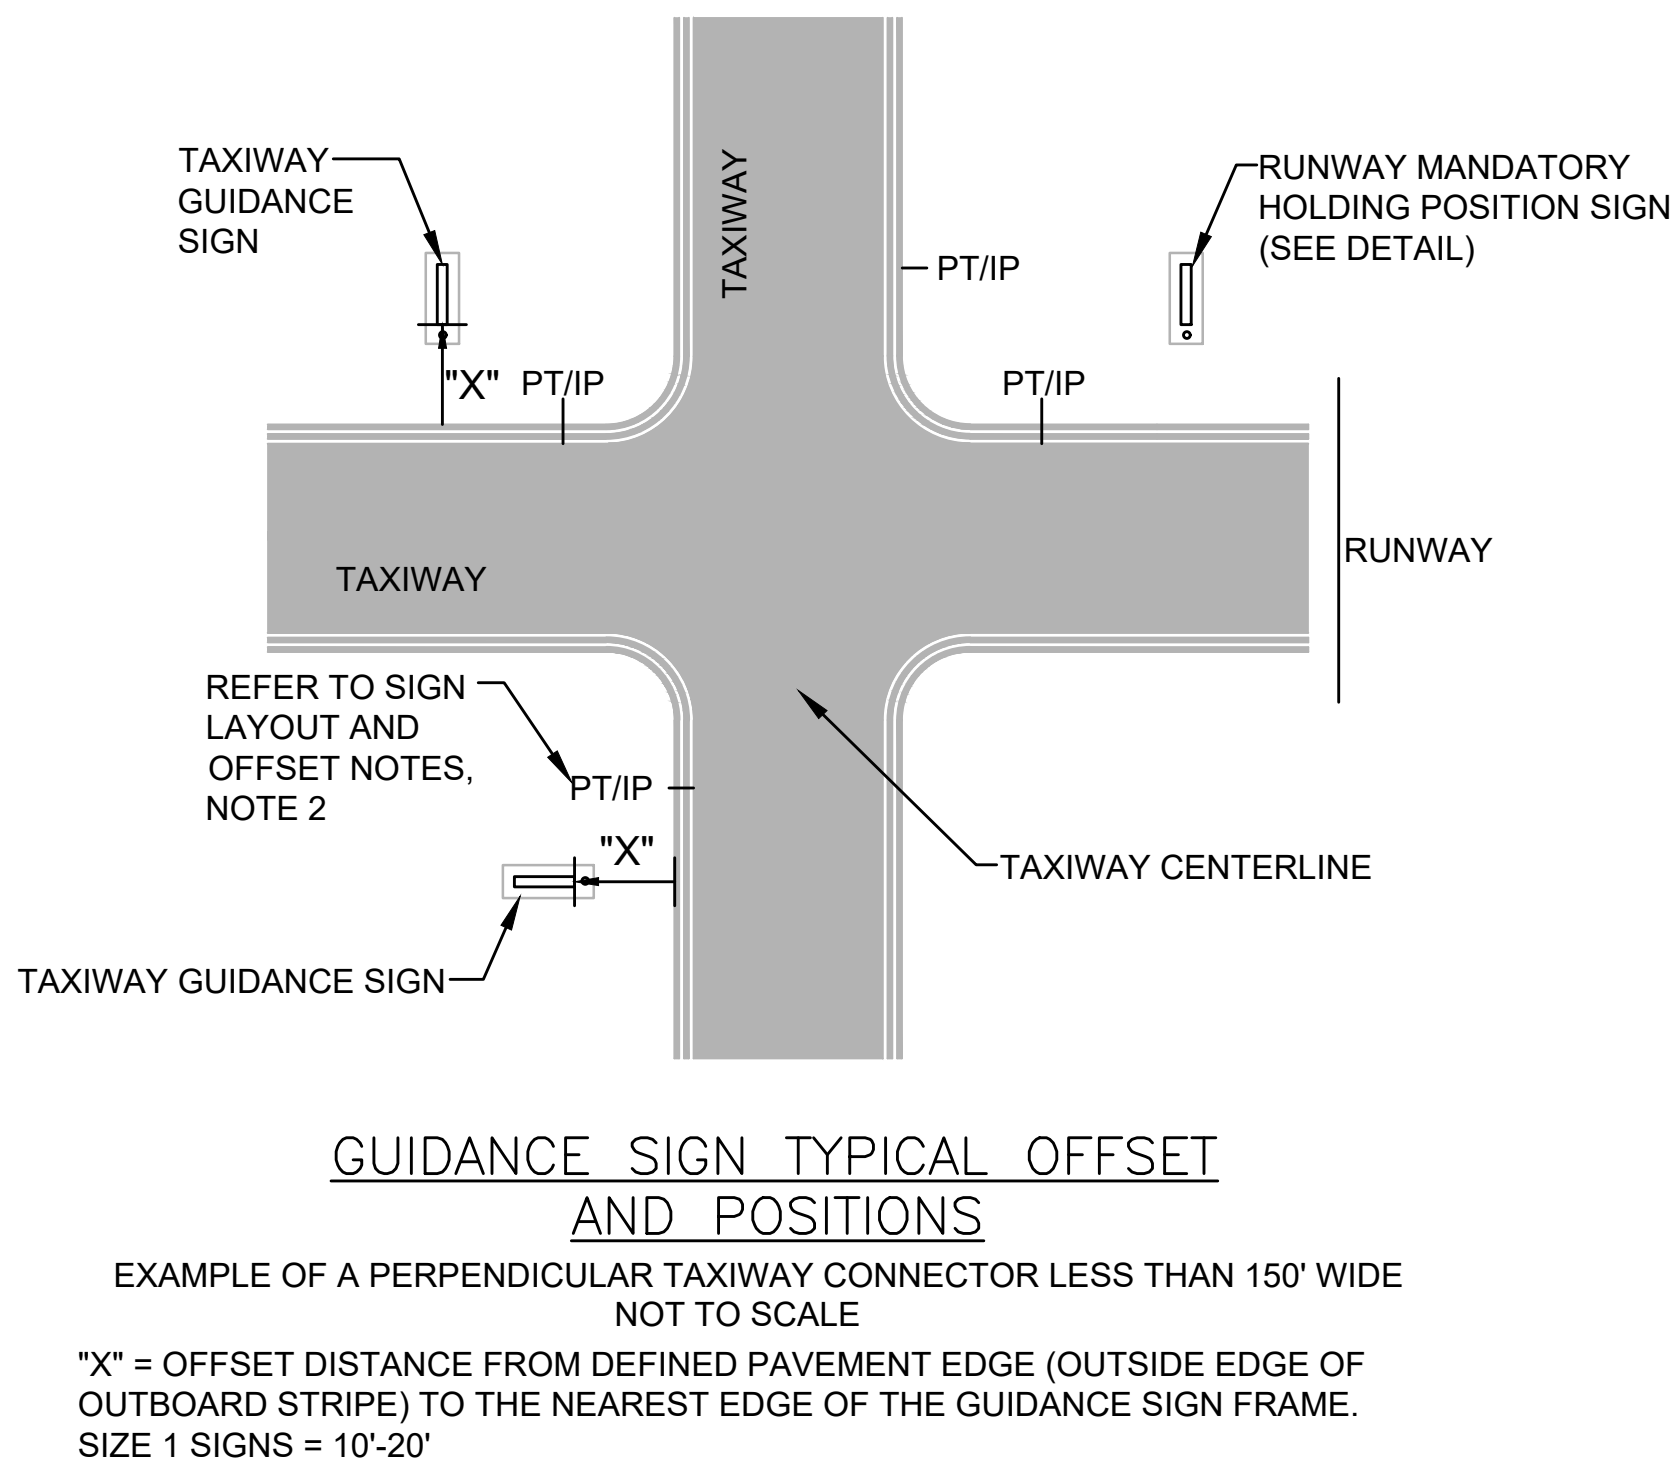 TAXIWAY
GUIDANCE
SIGN
TAXIWAY
RUNWAY MANDATORY
HOLDING POSITION SIGN
(SEE DETAIL)
PT/IP
"X"
PT/IP
PT/IP
RUNWAY
TAXIWAY
REFER TO SIGN
LAYOUT AND
OFFSET NOTES,
NOTE 2
PT/IP
"X"
TAXIWAY CENTERLINE
TAXIWAY GUIDANCE SIGN
GUIDANCE SIGN TYPICAL OFFSET
AND POSITIONS
EXAMPLE OF A PERPENDICULAR TAXIWAY CONNECTOR LESS THAN 150' WIDE
NOT TO SCALE
"X" = OFFSET DISTANCE FROM DEFINED PAVEMENT EDGE (OUTSIDE EDGE OF
OUTBOARD STRIPE) TO THE NEAREST EDGE OF THE GUIDANCE SIGN FRAME.
SIZE 1 SIGNS = 10'-20'